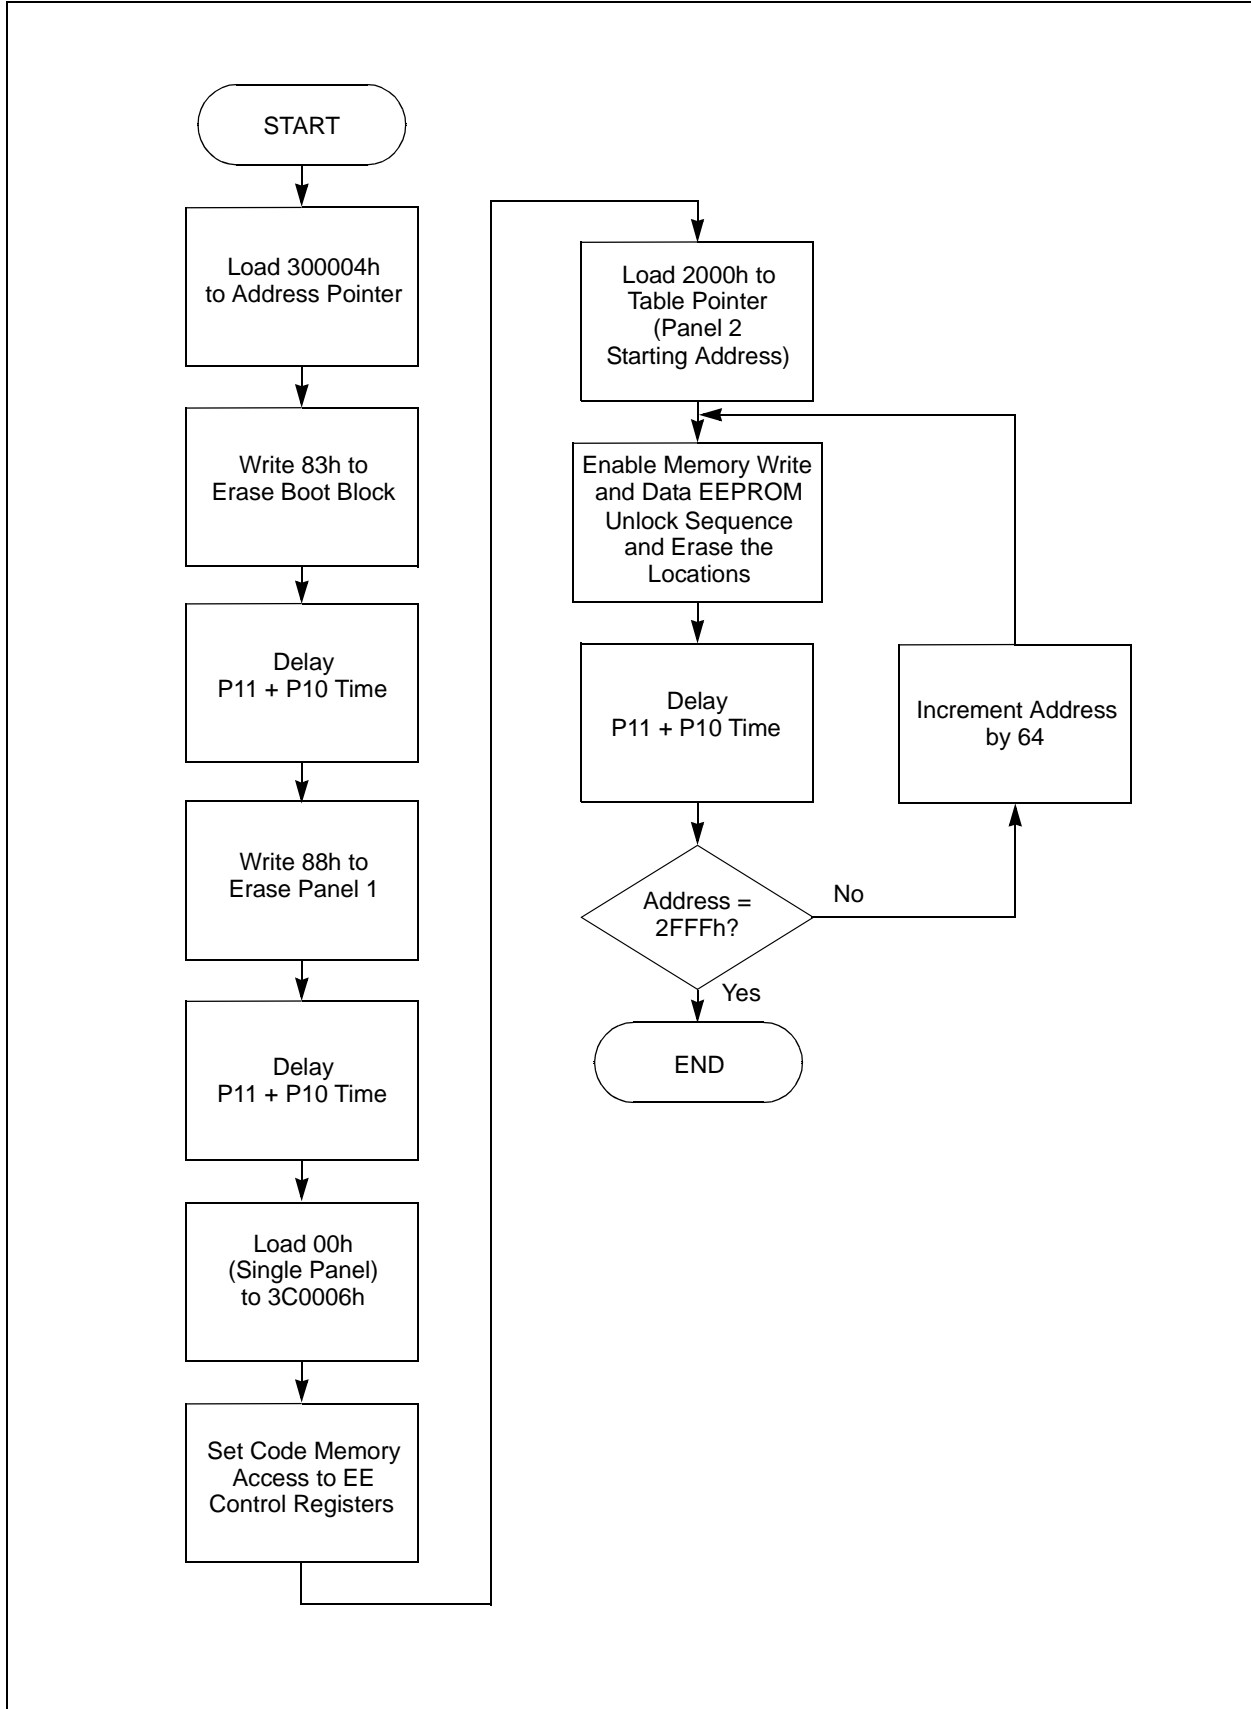 START
Load 300004h
to Address Pointer
Write 83h to
Erase Boot Block
Delay
P11 + P10 Time
Write 88h to
Erase Panel 1
Delay
P11 + P10 Time
Load 00h
(Single Panel)
to 3C0006h
Set Code Memory
Access to EE
Control Registers
Load 2000h to
Table Pointer
(Panel 2
Starting Address)
Enable Memory Write
and Data EEPROM
Unlock Sequence
and Erase the
Locations
Delay
P11 + P10 Time
Increment Address
by 64
Address =
2FFFh?
No
Yes
END